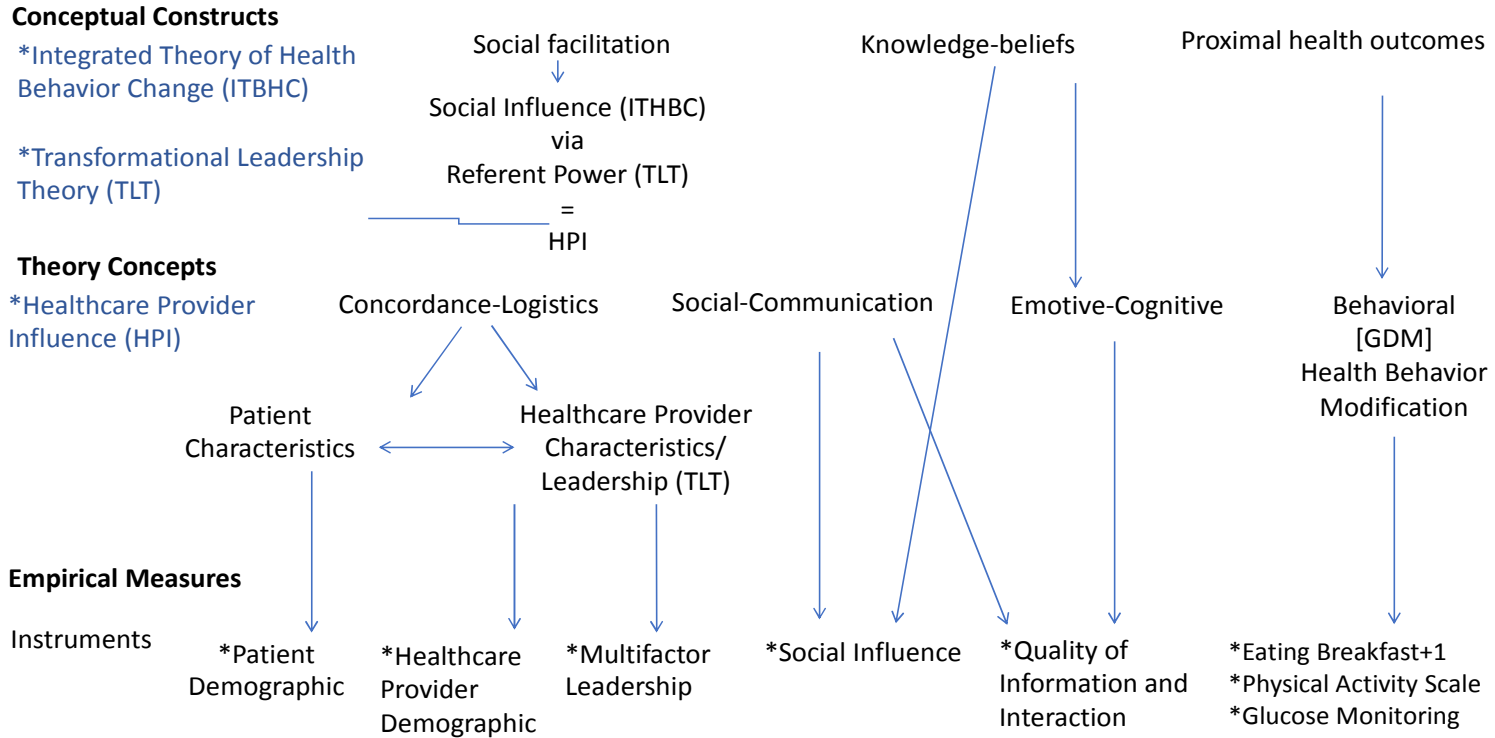 Conceptual Constructs
*Integrated Theory of Health
Behavior Change (ITBHC)
*Transformational Leadership
Theory (TLT)
Social facilitation
Social Influence (ITHBC)
via
Referent Power (TLT)
=
HPI
Knowledge-beliefs
Proximal health outcomes
Theory Concepts
*Healthcare Provider
Influence (HPI)
Concordance-Logistics
Social-Communication
Emotive-Cognitive
Behavioral
[GDM]
Health Behavior
Modification
Patient
Characteristics
Healthcare Provider
Characteristics/
Leadership (TLT)
Empirical Measures
Instruments
*Patient
Demographic
*Healthcare
Provider
Demographic
*Multifactor
Leadership
*Social Influence
*Quality of
Information and
Interaction
*Eating Breakfast+1
*Physical Activity Scale
*Glucose Monitoring